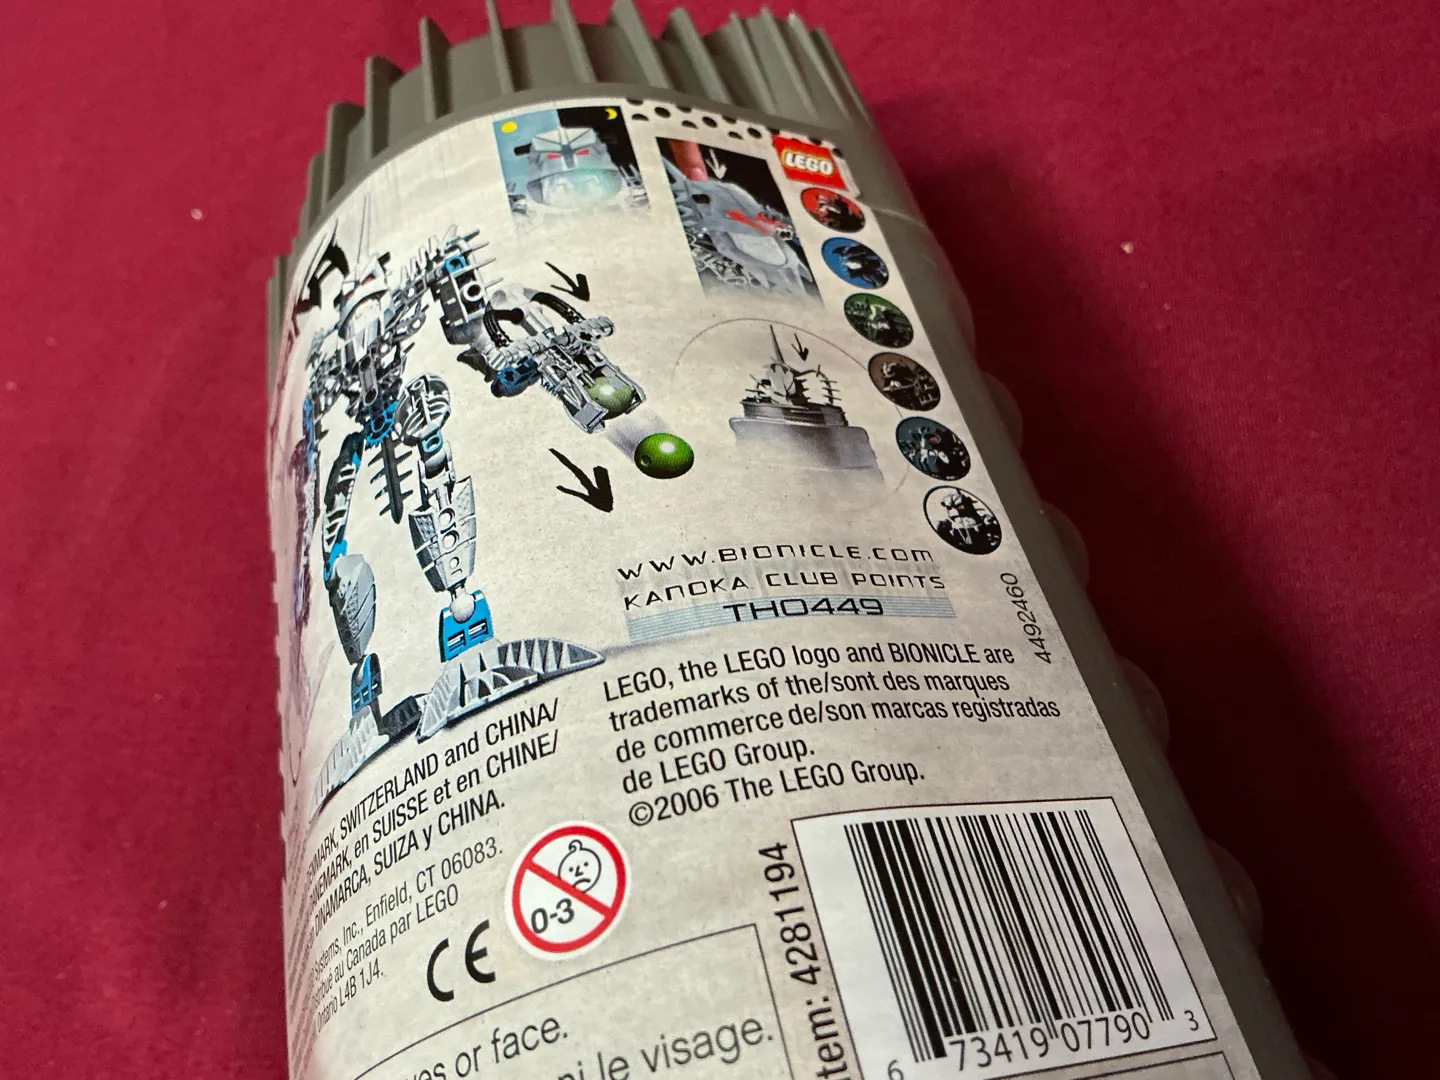 LEGO
WWW.BIONICLE.COM
KANOKA CLUB POINTS
TH0449
4492460
LEGO, the LEGO logo and BIONICLE are
trademarks of the/sont des marques
de commerce de/son marcas registradas
de LEGO Group.
©2006 The LEGO Group.
SWITZERLAND and CHINA/
en SUISSE et en CHINE/
DINAMARCA, SUIZA y CHINA.
Systems, Inc., Enfield, CT 06083.
au Canada par LEGO
Ontario L4B 1J4.
CE
0-3
or face.
le visage.
4281194
6 73419 07790 3